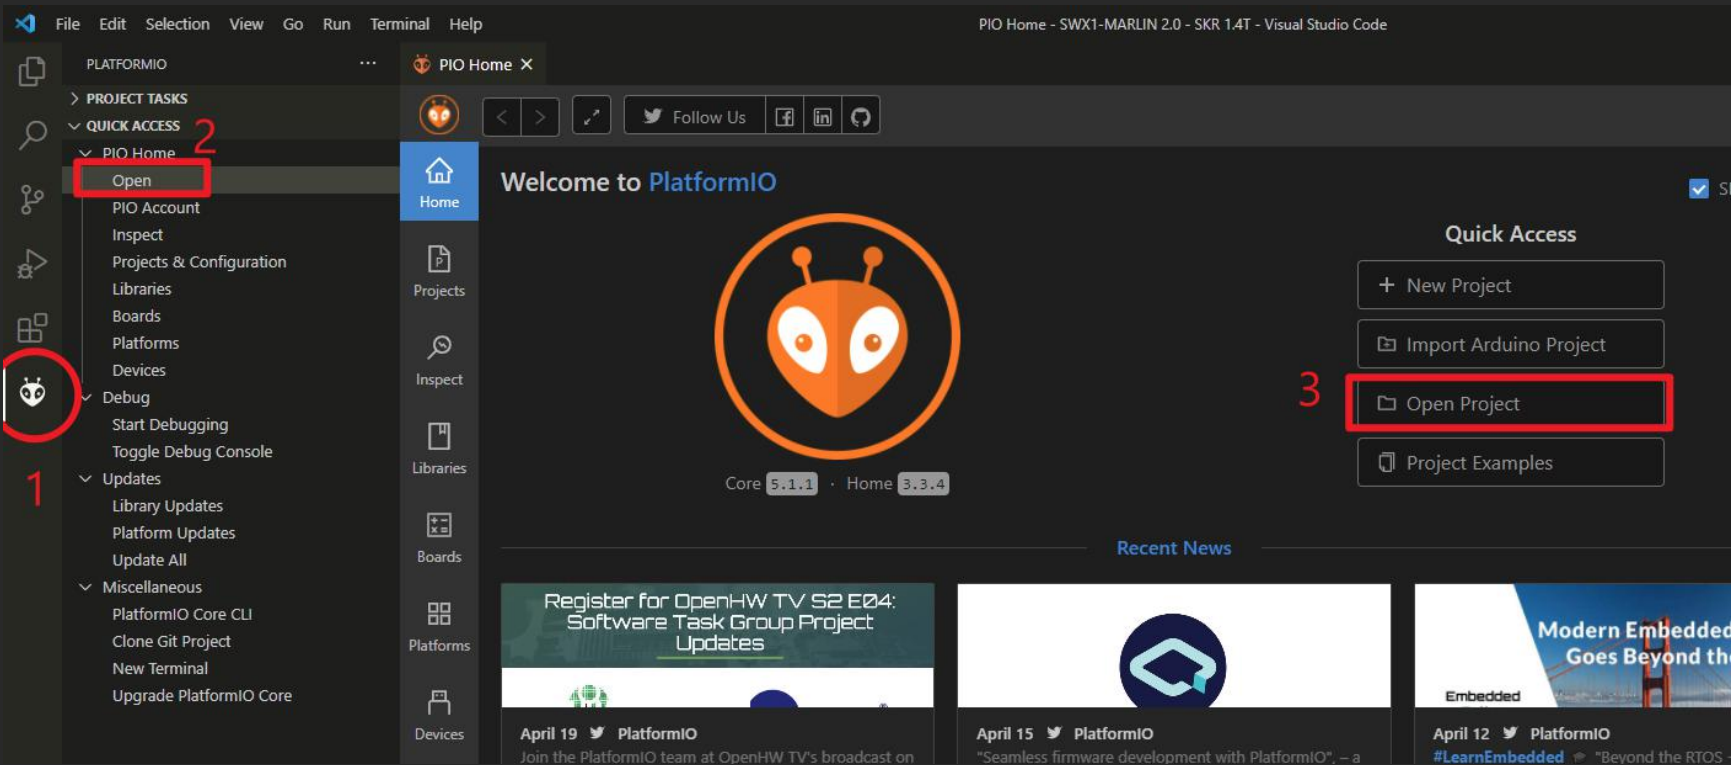 File Edit Selection View Go Run Terminal Help
PIO Home - SWX1-MARLIN 2.0 - SKR 1.4T - Visual Studio Code
PLATFORMIO ···
PROJECT TASKS
QUICK ACCESS
2
PIO Home
Open
PIO Account
Inspect
Projects & Configuration
Libraries
Boards
Platforms
Devices
Debug
Start Debugging
Toggle Debug Console
1
Updates
Library Updates
Platform Updates
Update All
Miscellaneous
PlatformIO Core CLI
Clone Git Project
New Terminal
Upgrade PlatformIO Core
PIO Home
Follow Us
Home
Projects
Inspect
Libraries
Boards
Platforms
Devices
Welcome to PlatformIO
Core 5.1.1 · Home 3.3.4
Quick Access
New Project
Import Arduino Project
3
Open Project
Project Examples
Recent News
Register for OpenHW TV S2 E04:
Software Task Group Project
Updates
April 19 PlatformIO
Join the PlatformIO team at OpenHW TV's broadcast on
April 15 PlatformIO
"Seamless firmware development with PlatformIO", – a
Modern Embedded
Goes Beyond the
Embedded
April 12 PlatformIO
#LearnEmbedded "Beyond the RTOS